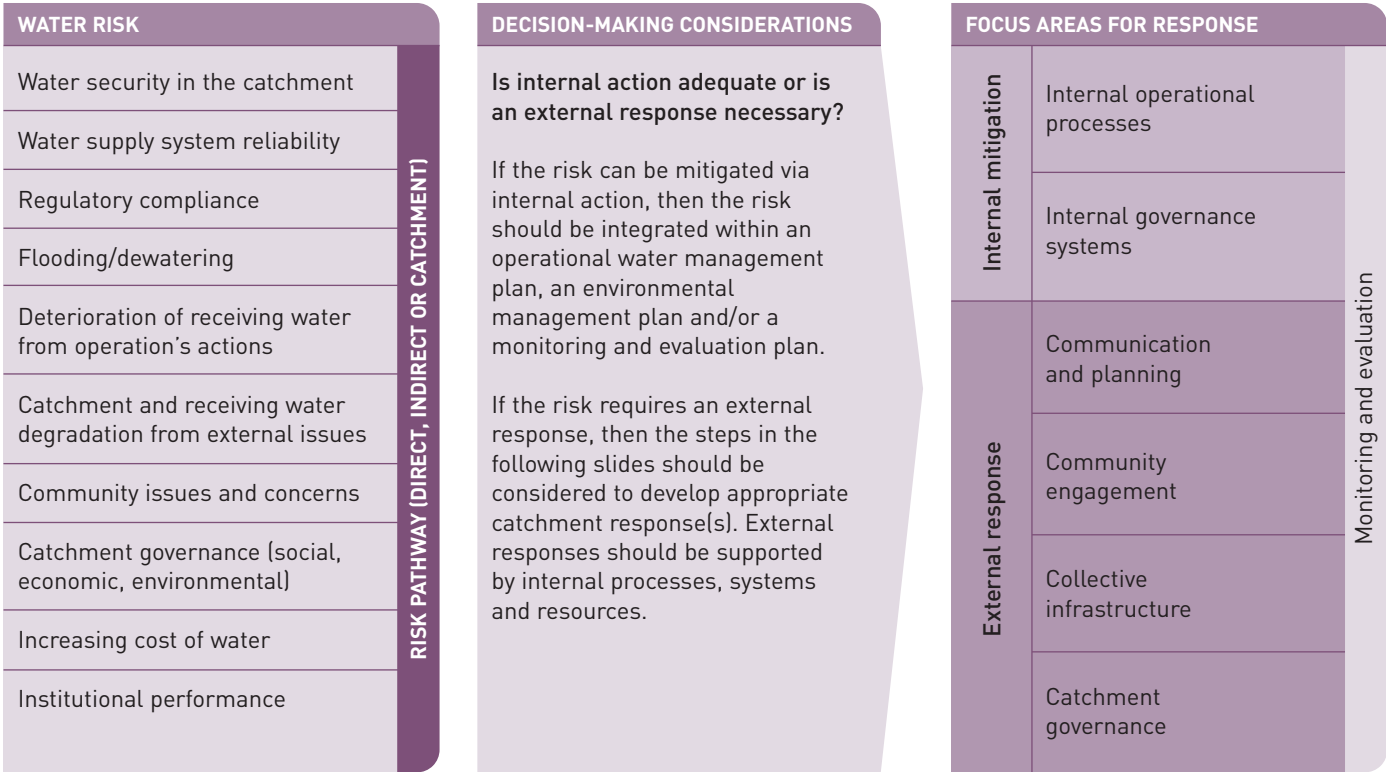 WATER RISK
Water security in the catchment
Water supply system reliability
Regulatory compliance
Flooding/dewatering
Deterioration of receiving water
from operation's actions
Catchment and receiving water
degradation from external issues
Community issues and concerns
Catchment governance (social,
economic, environmental)
Increasing cost of water
Institutional performance
RISK PATHWAY (DIRECT, INDIRECT OR CATCHMENT)
DECISION-MAKING CONSIDERATIONS
Is internal action adequate or is
an external response necessary?
If the risk can be mitigated via
internal action, then the risk
should be integrated within an
operational water management
plan, an environmental
management plan and/or a
monitoring and evaluation plan.
If the risk requires an external
response, then the steps in the
following slides should be
considered to develop appropriate
catchment response(s). External
responses should be supported
by internal processes, systems
and resources.
FOCUS AREAS FOR RESPONSE
Internal mitigation
Internal operational
processes
Internal governance
systems
External response
Communication
and planning
Community
engagement
Collective
infrastructure
Catchment
governance
Monitoring and evaluation